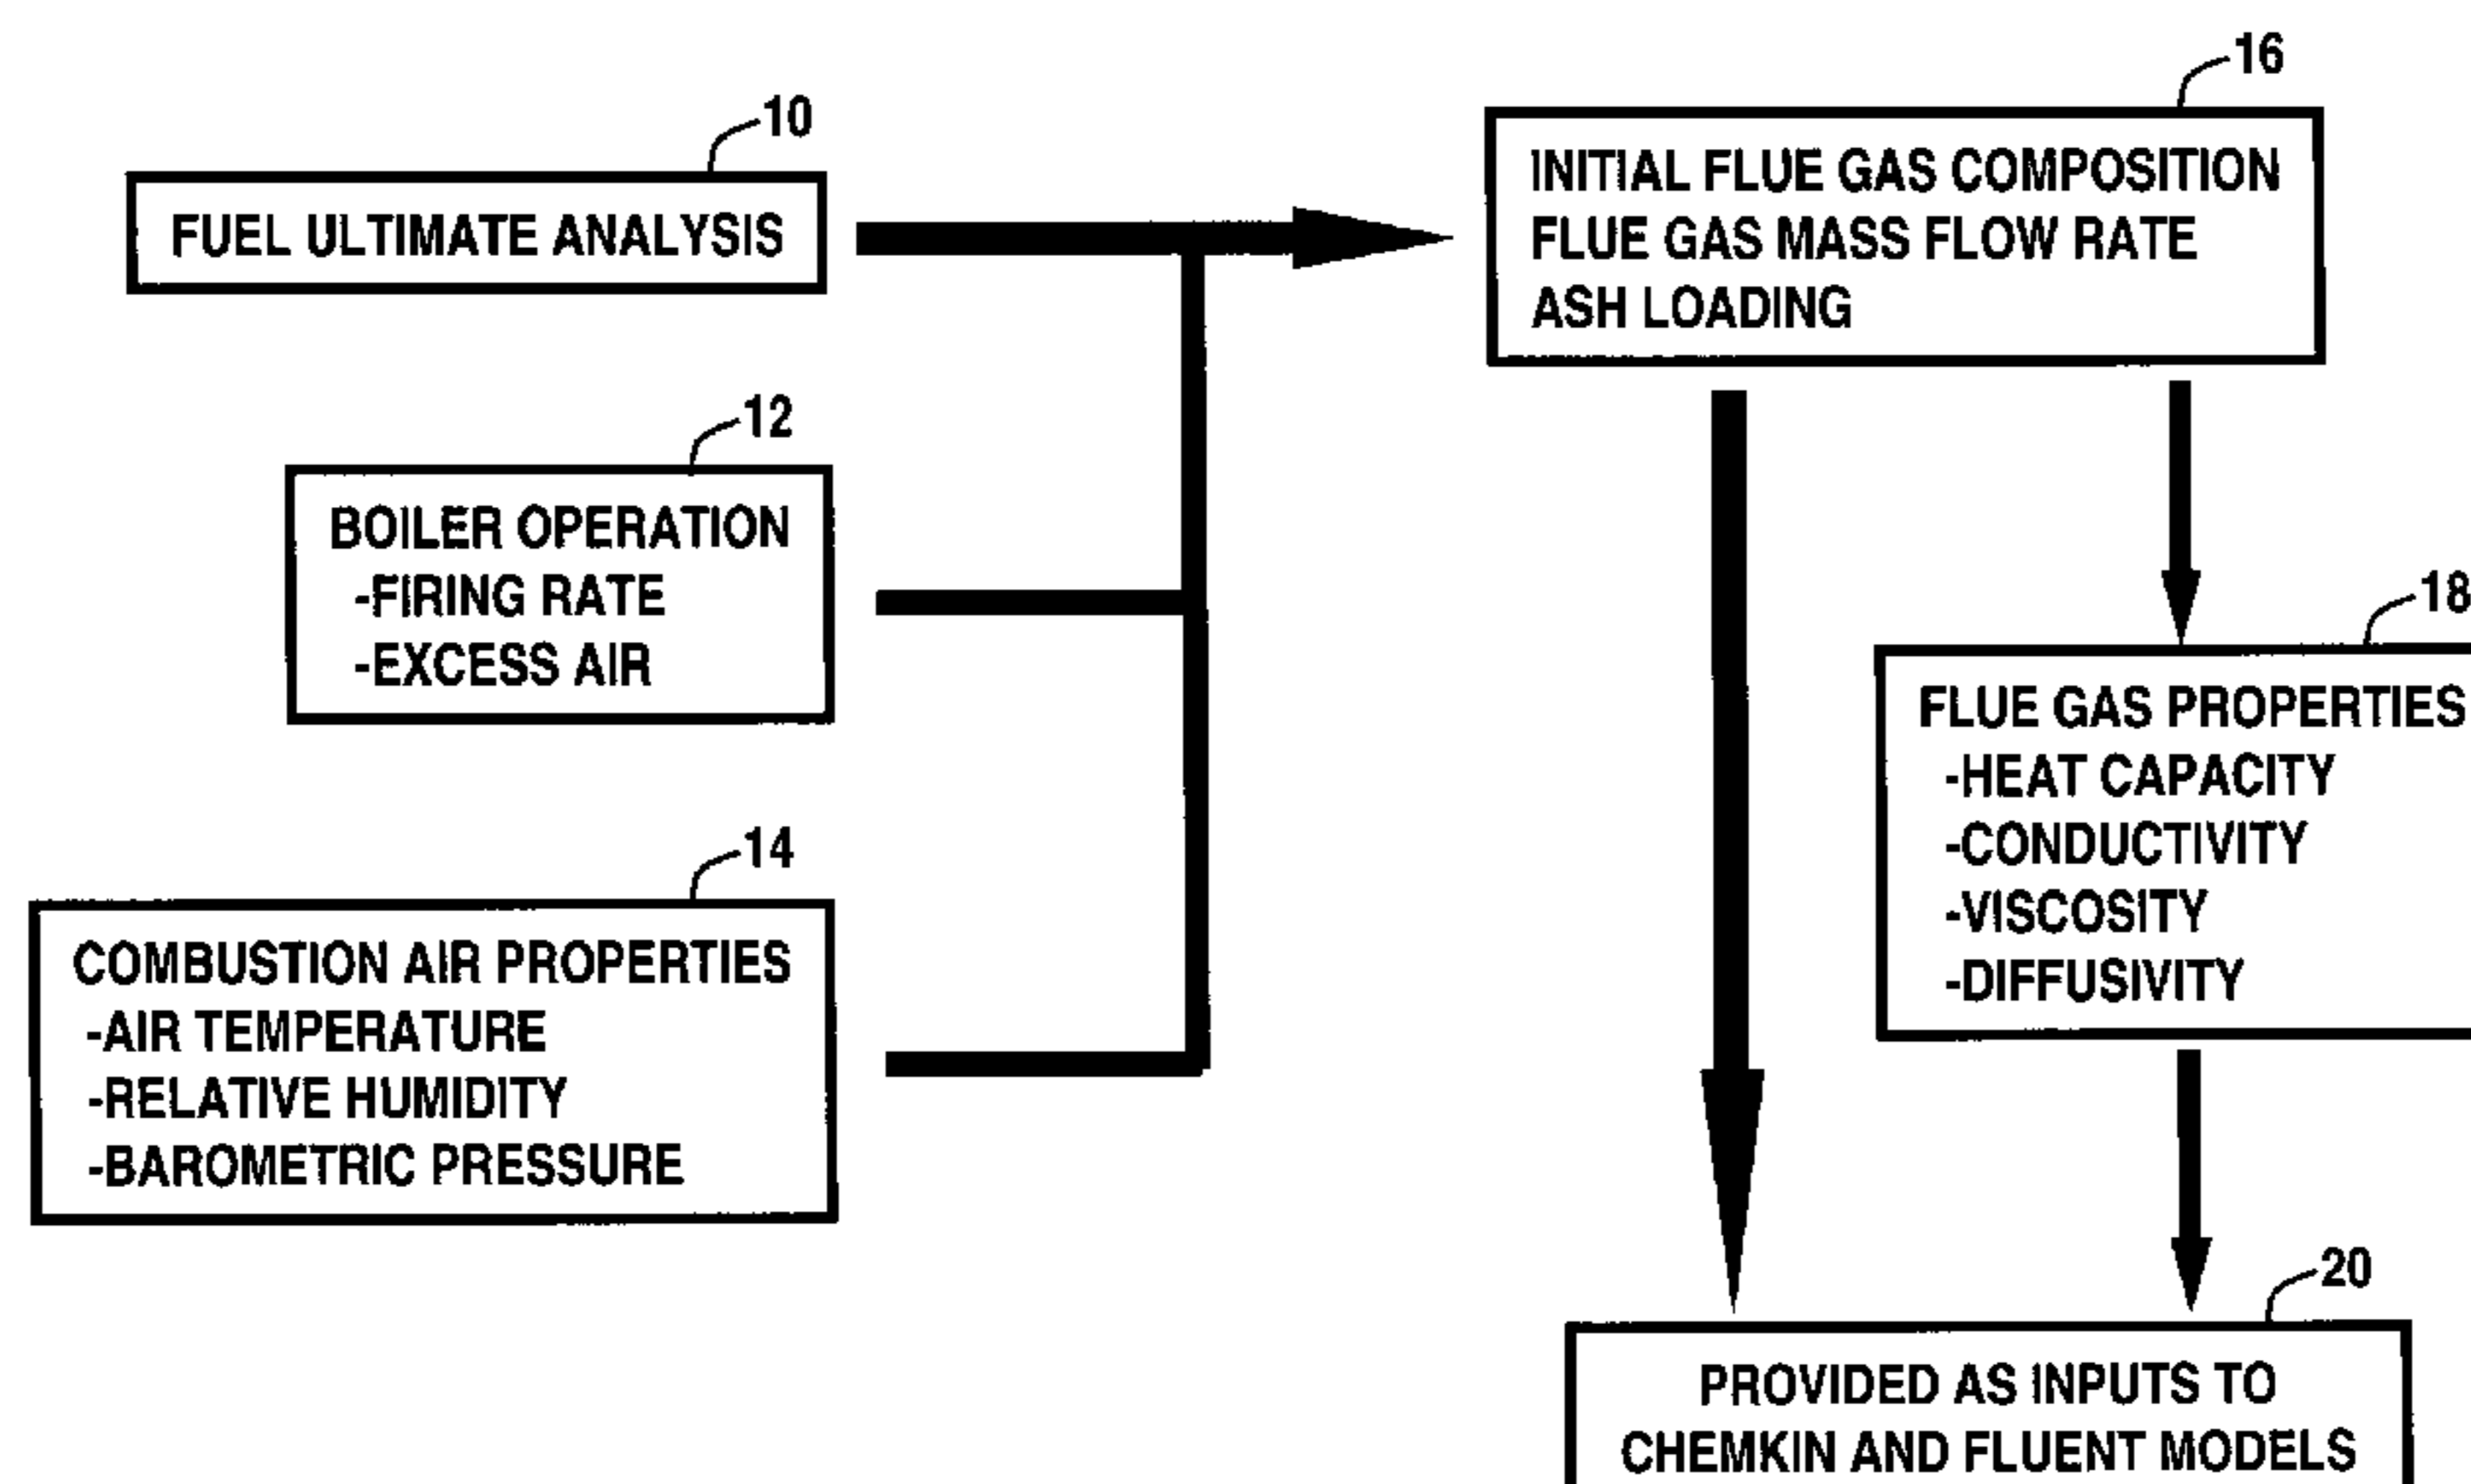 10
FUEL ULTIMATE ANALYSIS
12
BOILER OPERATION
-FIRING RATE
-EXCESS AIR
14
COMBUSTION AIR PROPERTIES
-AIR TEMPERATURE
-RELATIVE HUMIDITY
-BAROMETRIC PRESSURE
16
INITIAL FLUE GAS COMPOSITION
FLUE GAS MASS FLOW RATE
ASH LOADING
18
FLUE GAS PROPERTIES
-HEAT CAPACITY
-CONDUCTIVITY
-VISCOSITY
-DIFFUSIVITY
20
PROVIDED AS INPUTS TO
CHEMKIN AND FLUENT MODELS